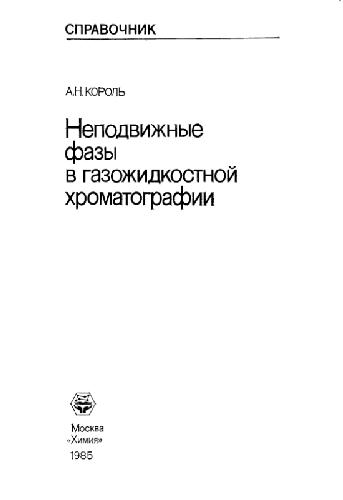 СПРАВОЧНИК
А.Н. КОРОЛЬ
Неподвижные
фазы
в газожидкостной
хроматографии
Москва
«Химия»
1985